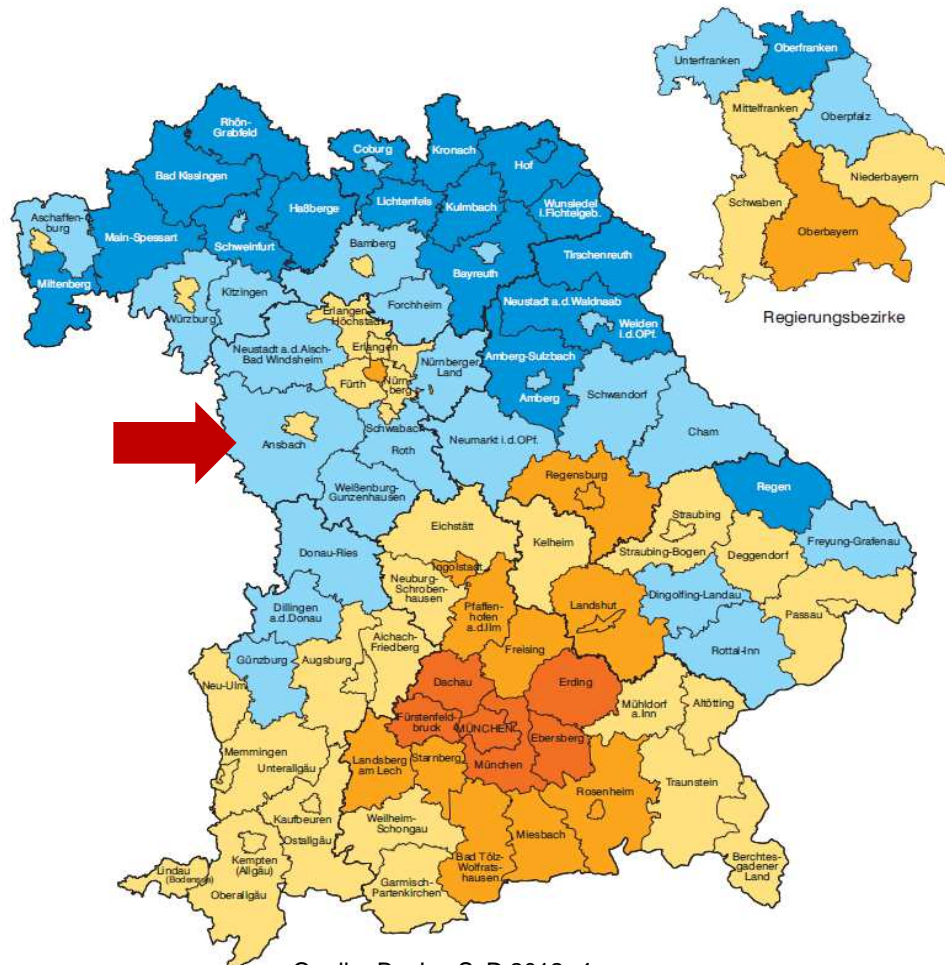 Oberfranken
Unterfranken
Mittelfranken
Oberpfalz
Niederbayern
Schwaben
Oberbayern
Regierungsbezirke
Rhön-
Grabfeld
Coburg
Kronach
Hof
Bad Kissingen
Lichtenfels
Kulmbach
Wunsiedel
i.Fichtelgeb.
Haßberge
Aschaffen-
burg
Main-Spessart
Schweinfurt
Bamberg
Bayreuth
Tirschenreuth
Miltenberg
Kitzingen
Forchheim
Neustadt a.d.Waldnaab
Würzburg
Erlangen-
Höchstadt
Weiden
i.d.OPf.
Neustadt a.d.Aisch-
Bad Windsheim
Erlangen
Nürnberger
Land
Amberg-Sulzbach
Fürth
Nürn-
berg
Amberg
Schwandorf
Ansbach
Schwabach
Roth
Neumarkt i.d.OPf.
Cham
Weißenburg-
Gunzenhausen
Regensburg
Regen
Eichstätt
Kelheim
Straubing
Freyung-Grafenau
Donau-Ries
Straubing-Bogen
Deggendorf
Ingolstadt
Neuburg-
Schroben-
hausen
Dillingen
a.d.Donau
Pfaffen-
hofen
a.d.Ilm
Landshut
Dingolfing-Landau
Passau
Aichach-
Friedberg
Freising
Rottal-Inn
Günzburg
Augsburg
Neu-Ulm
Dachau
Erding
Mühldorf
a.Inn
Altötting
Fürstenfeld-
bruck
MÜNCHEN
Ebersberg
Memmingen
Unterallgäu
Landsberg
am Lech
Starnberg
München
Traunstein
Rosenheim
Kaufbeuren
Ostallgäu
Weilheim-
Schongau
Miesbach
Bad Tölz-
Wolfrats-
hausen
Berchtes-
gadener
Land
Lindau
(Bodensee)
Kempten
(Allgäu)
Oberallgäu
Garmisch-
Partenkirchen